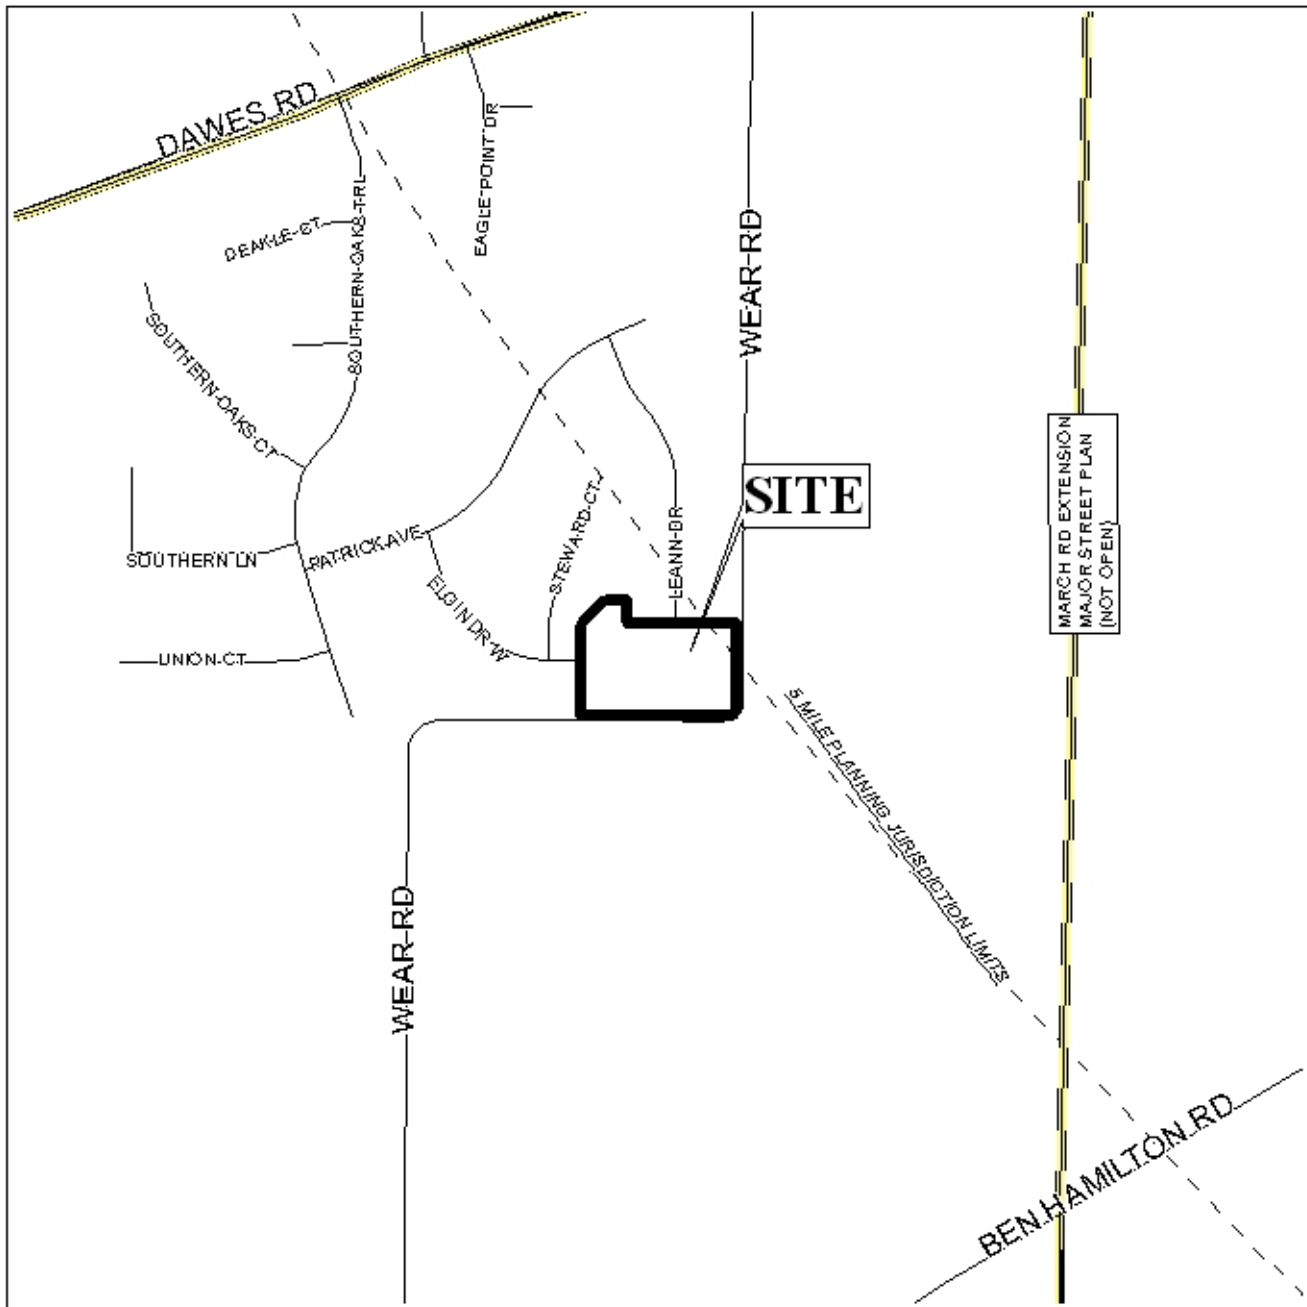 DAWES RD
EAGLE POINT DR
DEAKLE CT
SOUTHERN OAKS TRL
WEAR RD
SOUTHERN OAKS CT
SITE
MARCH RD EXTENSION
MAJOR STREET PLAN
(NOT OPEN)
STEWARD CT
LEANN DR
PATRICK AVE
SOUTHERN LN
ELGIN DR W
UNION CT
5 MILE PLANNING JURISDICTION LIMITS
WEAR RD
BEN HAMILTON RD